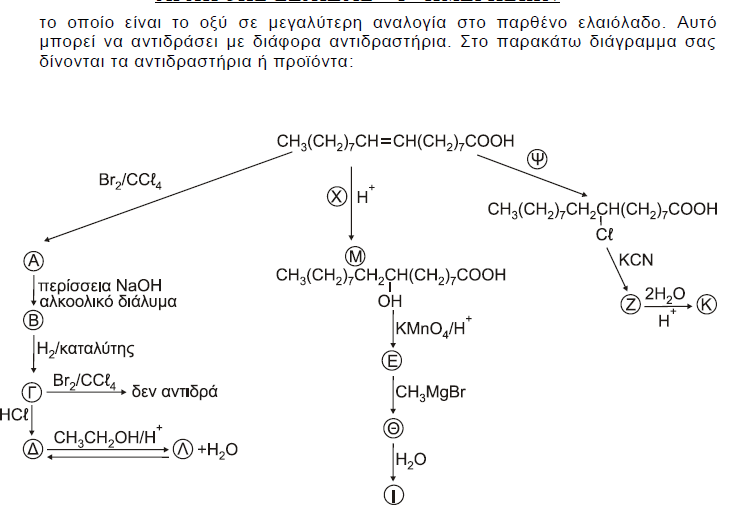 το οποίο είναι το οξύ σε μεγαλύτερη αναλογία στο παρθένο ελαιόλαδο. Αυτό
μπορεί να αντιδράσει με διάφορα αντιδραστήρια. Στο παρακάτω διάγραμμα σας
δίνονται τα αντιδραστήρια ή προϊόντα:
CH₃(CH₂)₇CH=CH(CH₂)₇COOH
Br₂/CCℓ₄
Χ H⁺
Ψ
CH₃(CH₂)₇CH₂CH(CH₂)₇COOH
Cℓ
KCN
Ζ 2H₂O H⁺ Κ
Α
περίσσεια NaOH
αλκοολικό διάλυμα
Β
H₂/καταλύτης
Γ Br₂/CCℓ₄ δεν αντιδρά
HCℓ
Δ CH₃CH₂OH/H⁺ Λ +H₂O
Μ
CH₃(CH₂)₇CH₂CH(CH₂)₇COOH
OH
KMnO₄/H⁺
Ε
CH₃MgBr
Θ
H₂O
Ι